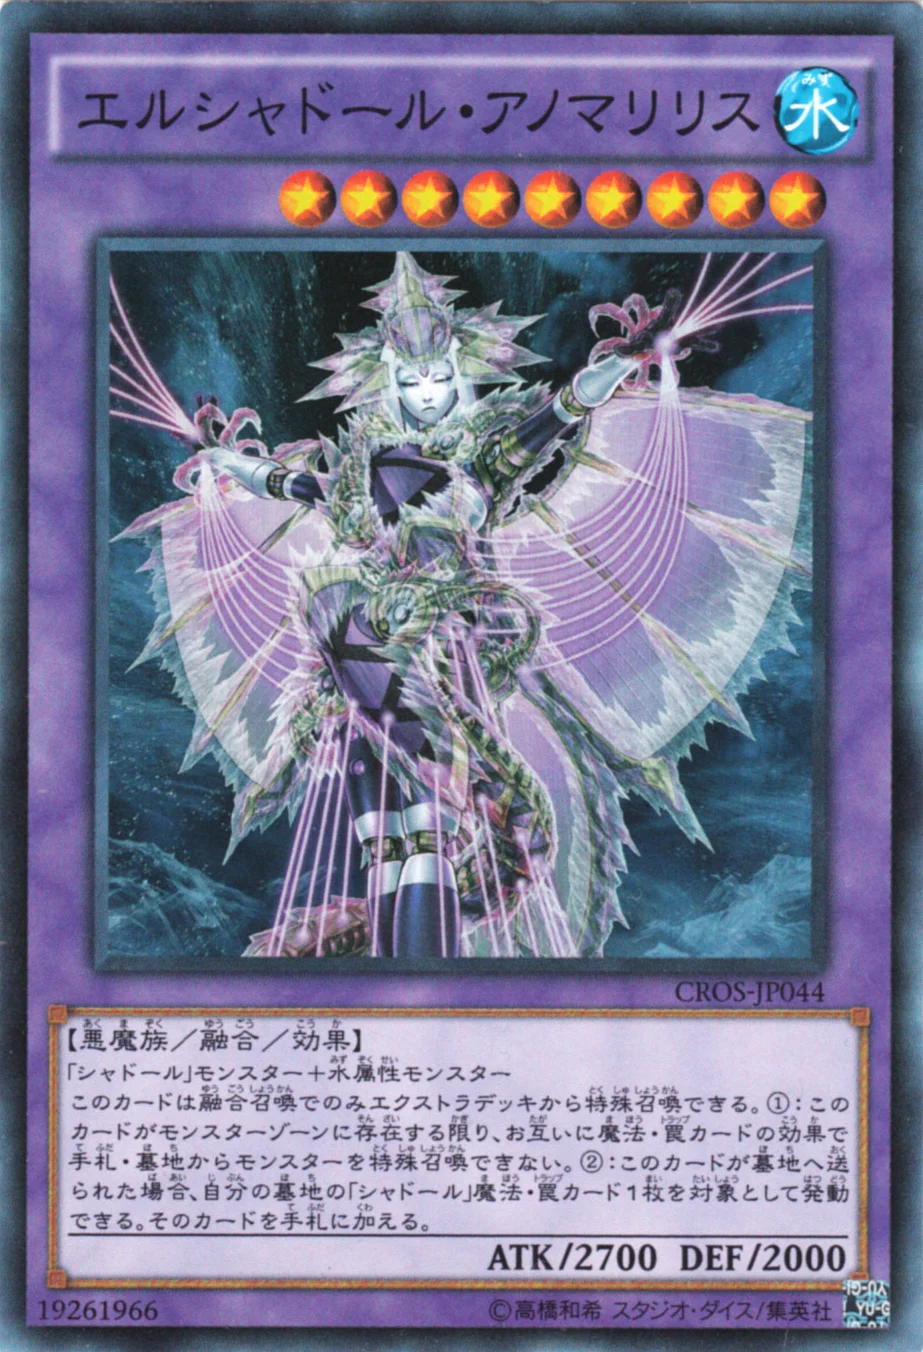 エルシャドール・アノマリリス
みず
水
CROS-JP044
【悪魔族／融合／効果】
「シャドール」モンスター＋水属性モンスター
このカードは融合召喚でのみエクストラデッキから特殊召喚できる。①：この
カードがモンスターゾーンに存在する限り、お互いに魔法・罠カードの効果で
手札・墓地からモンスターを特殊召喚できない。②：このカードが墓地へ送
られた場合、自分の墓地の「シャドール」魔法・罠カード１枚を対象として発動
できる。そのカードを手札に加える。
ATK/2700 DEF/2000
19261966
©高橋和希 スタジオ・ダイス/集英社